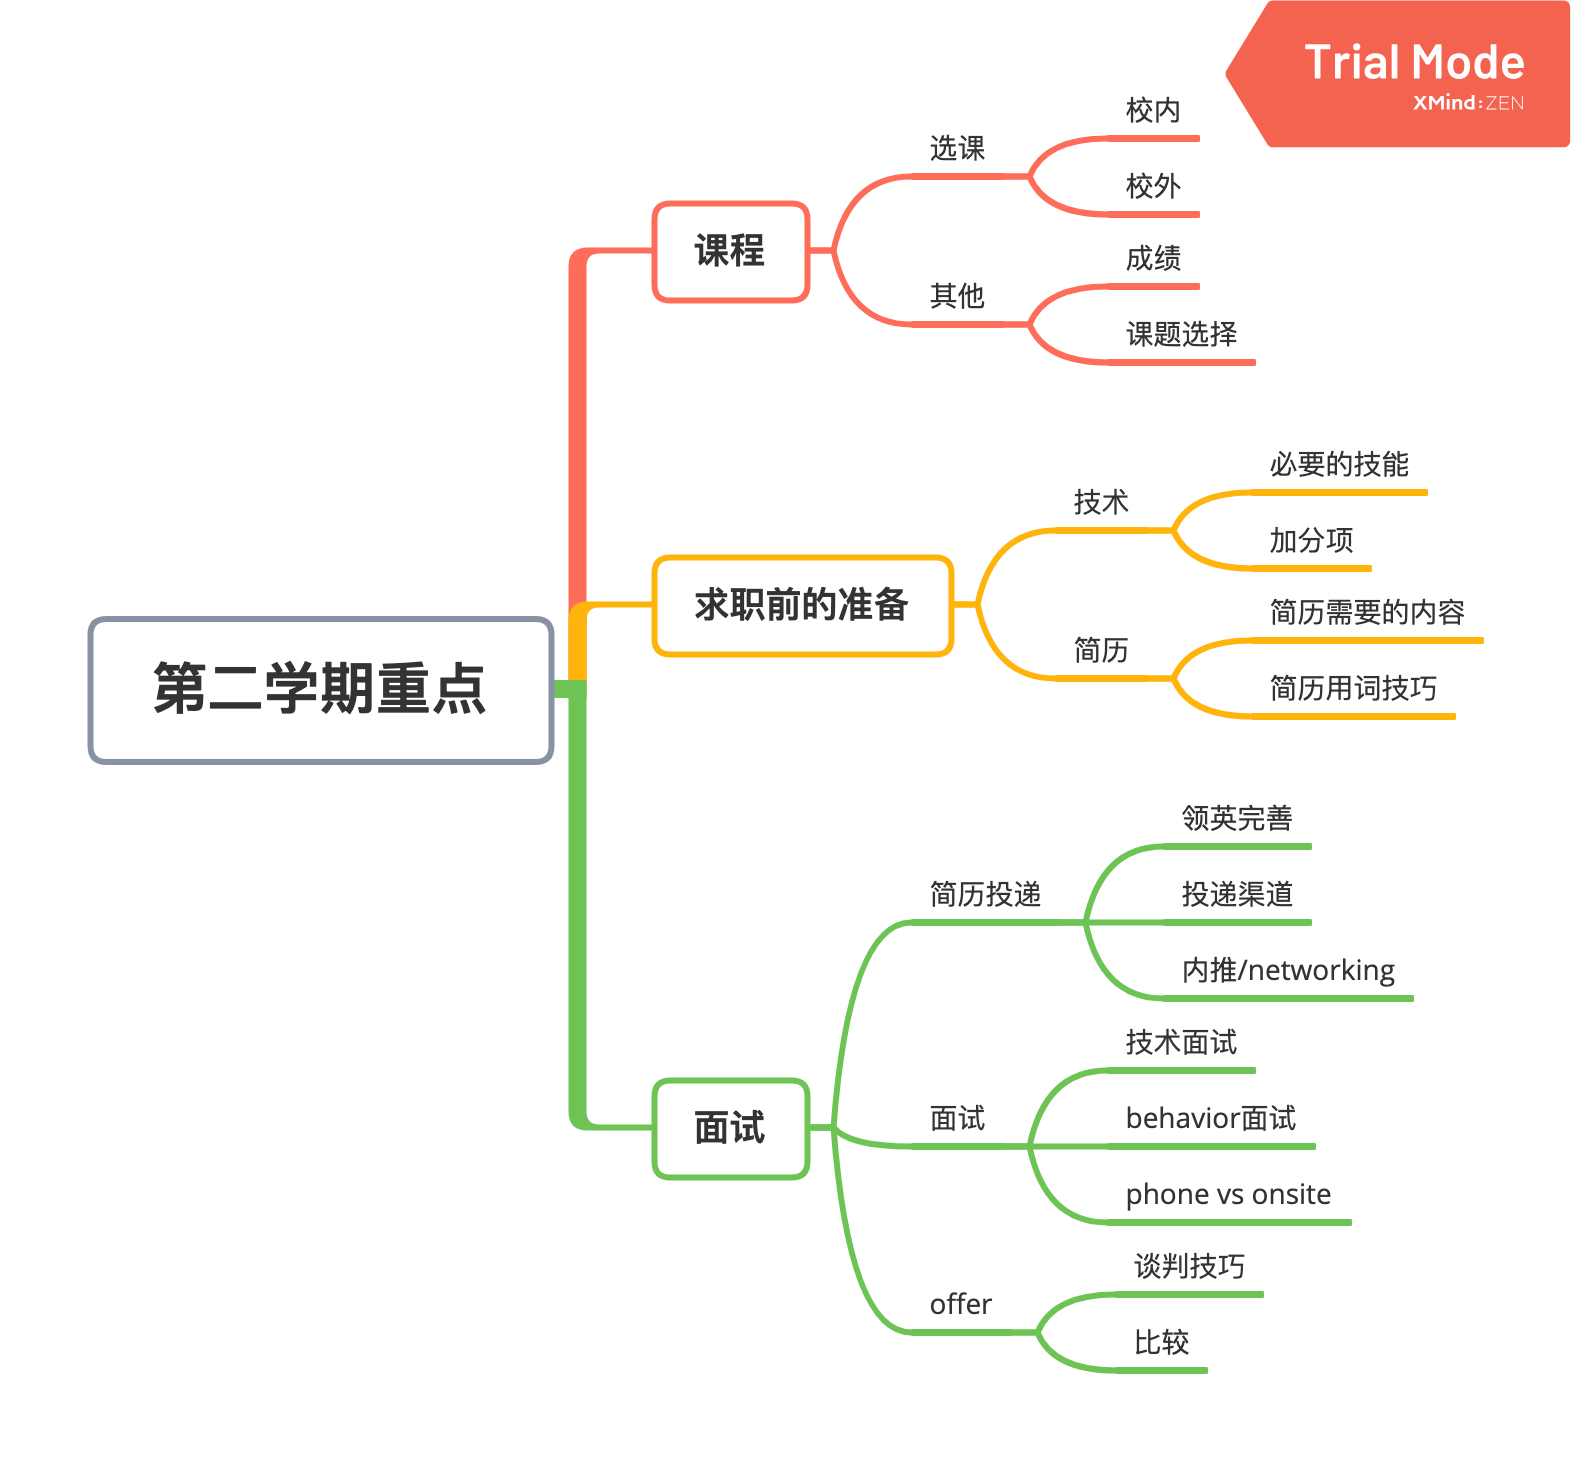 Trial Mode
XMind:ZEN
第二学期重点
课程
选课
校内
校外
其他
成绩
课题选择
求职前的准备
技术
必要的技能
加分项
简历
简历需要的内容
简历用词技巧
面试
简历投递
领英完善
投递渠道
内推/networking
面试
技术面试
behavior面试
phone vs onsite
offer
谈判技巧
比较